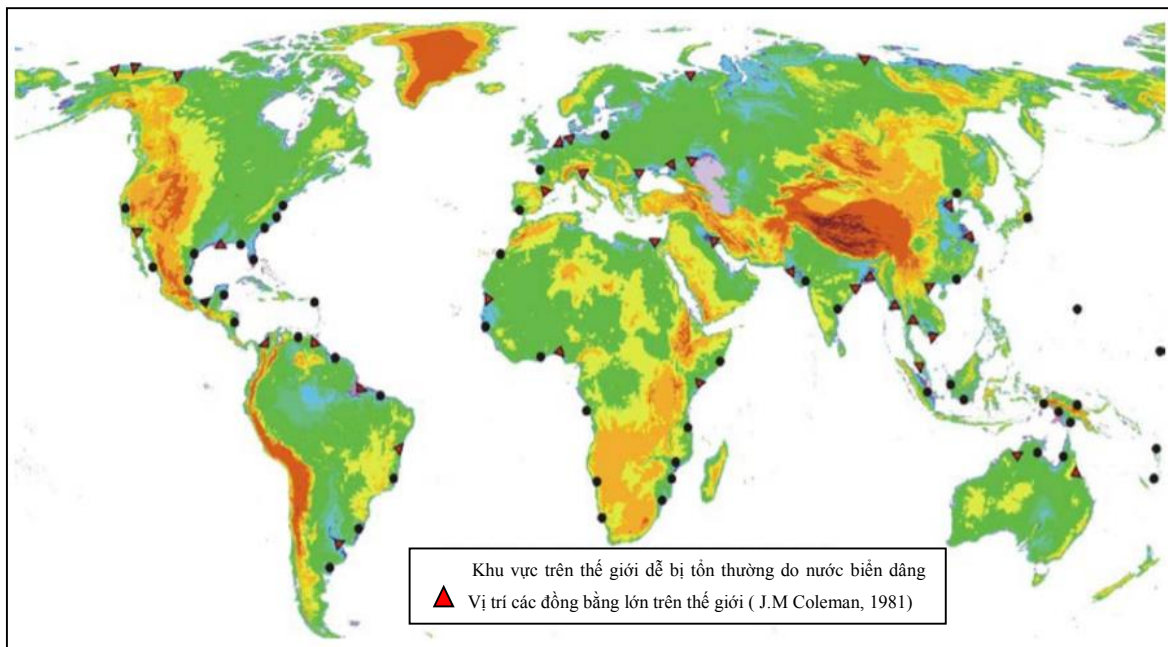 Khu vực trên thế giới dễ bị tổn thường do nước biển dâng
Vị trí các đồng bằng lớn trên thế giới ( J.M Coleman, 1981)